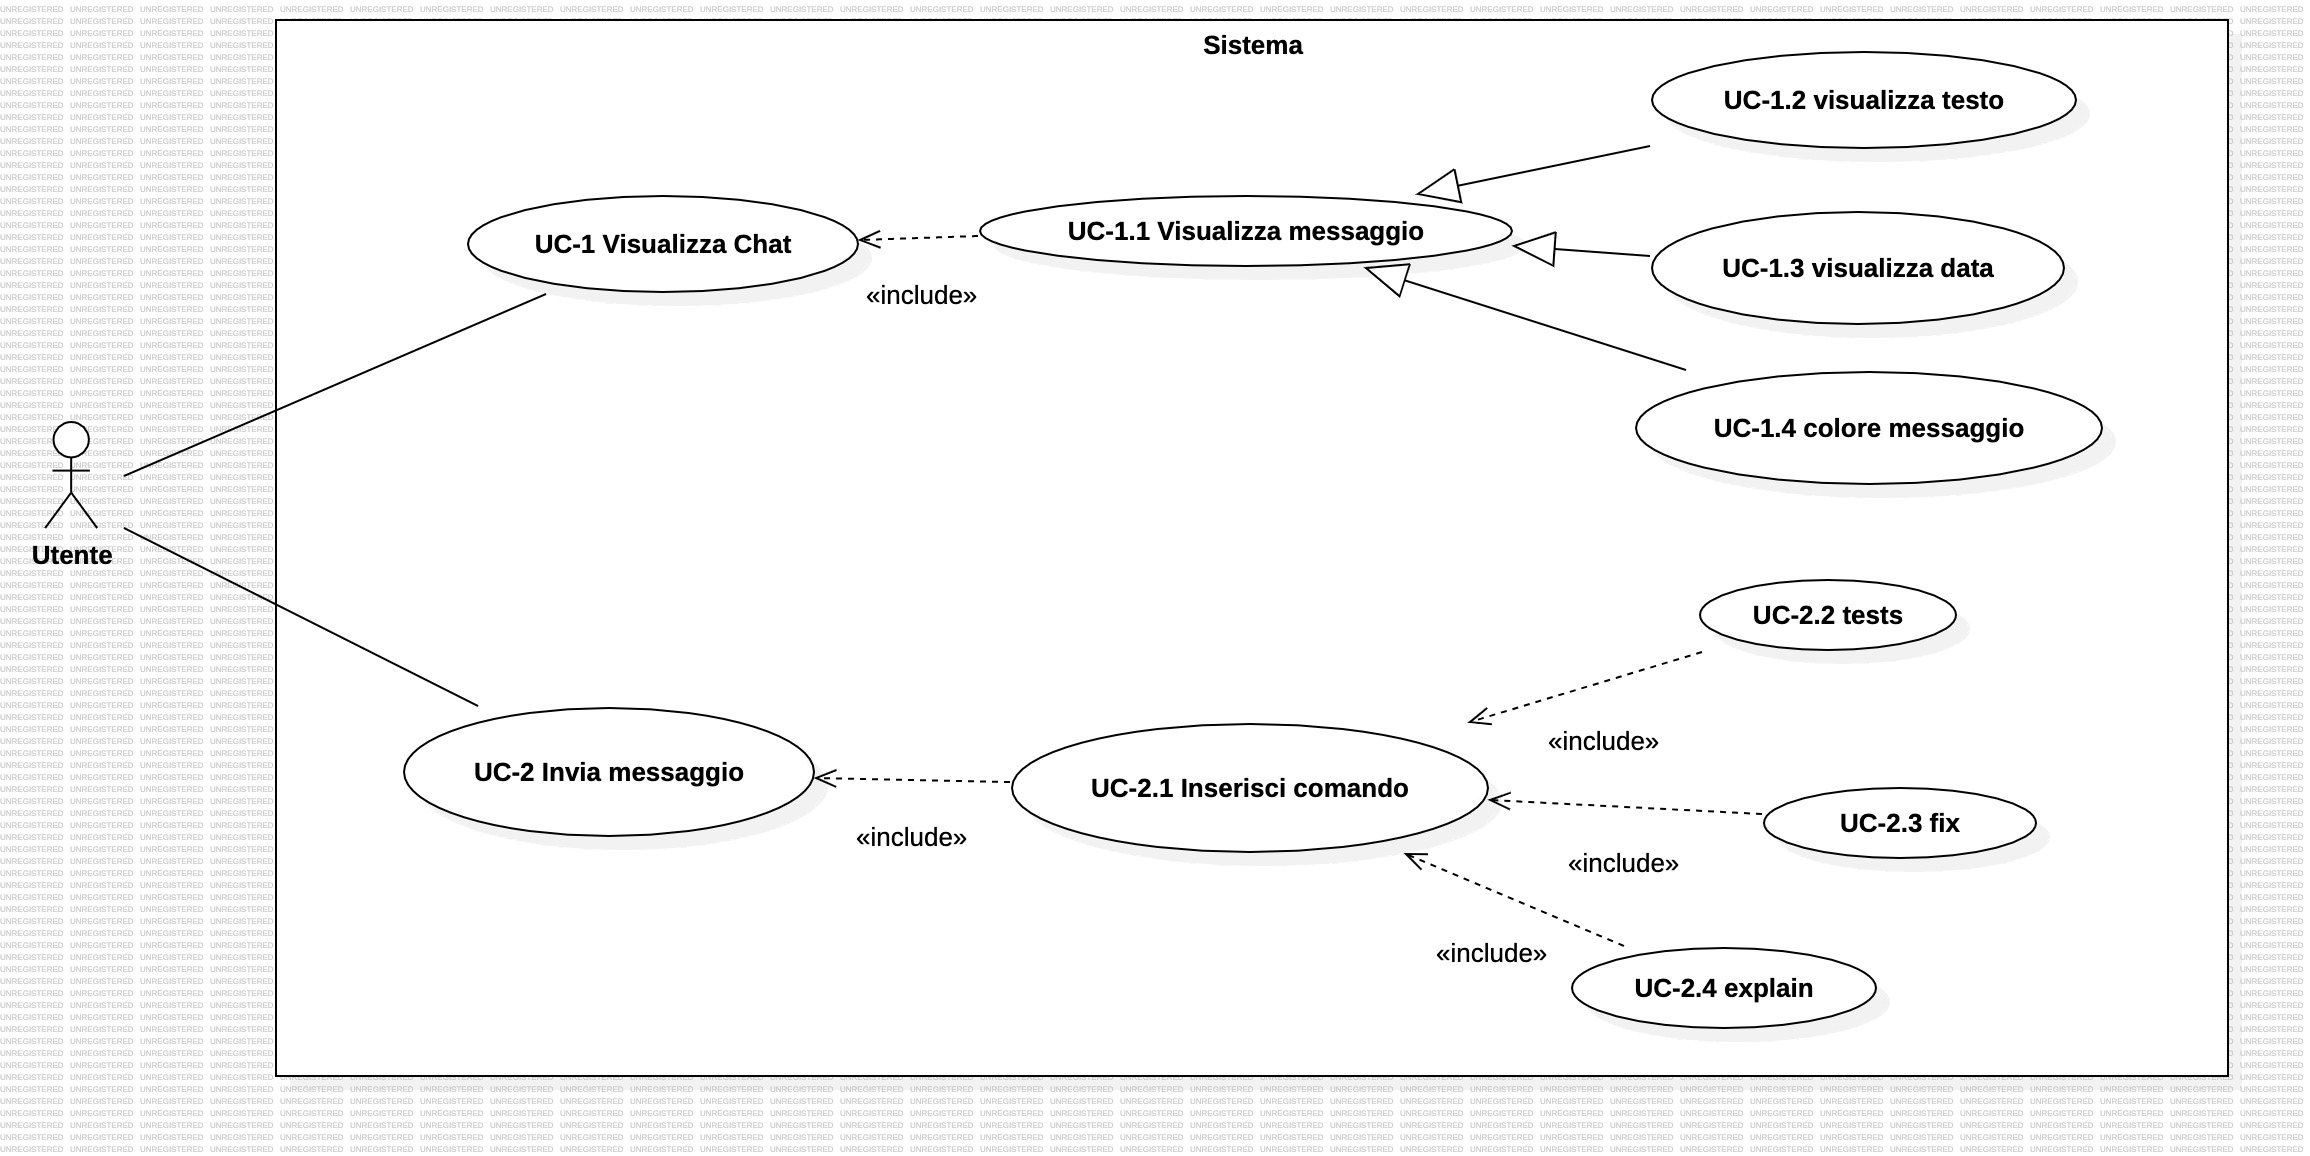 Sistema
UC-1.2 visualizza testo
UC-1 Visualizza Chat
UC-1.1 Visualizza messaggio
«include»
UC-1.3 visualizza data
UC-1.4 colore messaggio
Utente
UC-2.2 tests
«include»
UC-2 Invia messaggio
«include»
UC-2.1 Inserisci comando
UC-2.3 fix
«include»
«include»
UC-2.4 explain
UNREGISTERED